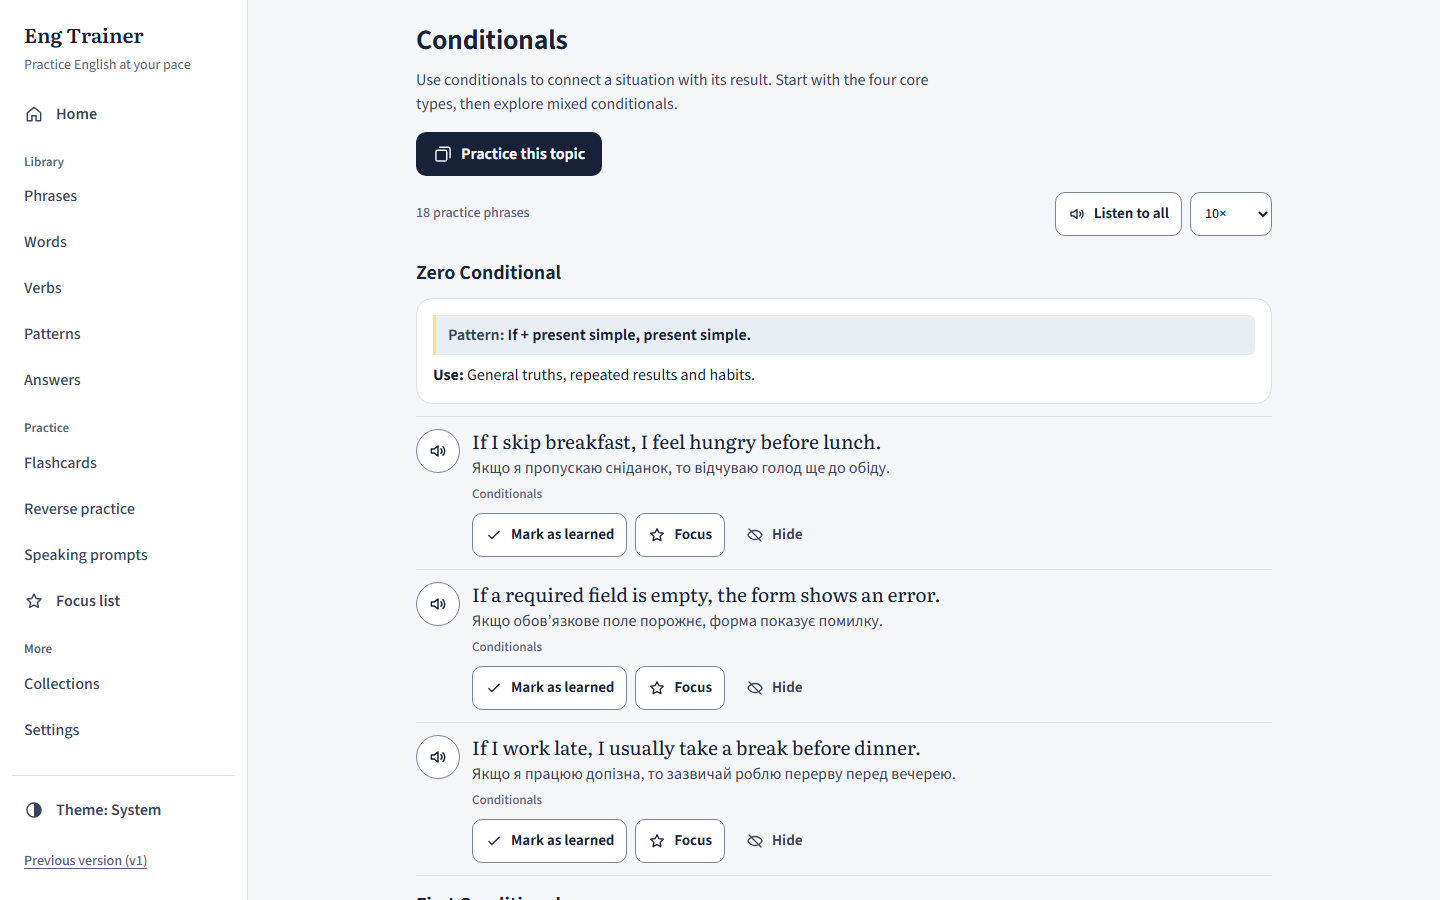 Eng Trainer
Practice English at your pace
Home
Library
Phrases
Words
Verbs
Patterns
Answers
Practice
Flashcards
Reverse practice
Speaking prompts
Focus list
More
Collections
Settings
Theme: System
Previous version (v1)
Conditionals
Use conditionals to connect a situation with its result. Start with the four core
types, then explore mixed conditionals.
Practice this topic
18 practice phrases
Listen to all
10×
Zero Conditional
Pattern: If + present simple, present simple.
Use: General truths, repeated results and habits.
If I skip breakfast, I feel hungry before lunch.
Якщо я пропускаю сніданок, то відчуваю голод ще до обіду.
Conditionals
Mark as learned
Focus
Hide
If a required field is empty, the form shows an error.
Якщо обов’язкове поле порожнє, форма показує помилку.
Conditionals
Mark as learned
Focus
Hide
If I work late, I usually take a break before dinner.
Якщо я працюю допізна, то зазвичай роблю перерву перед вечерею.
Conditionals
Mark as learned
Focus
Hide